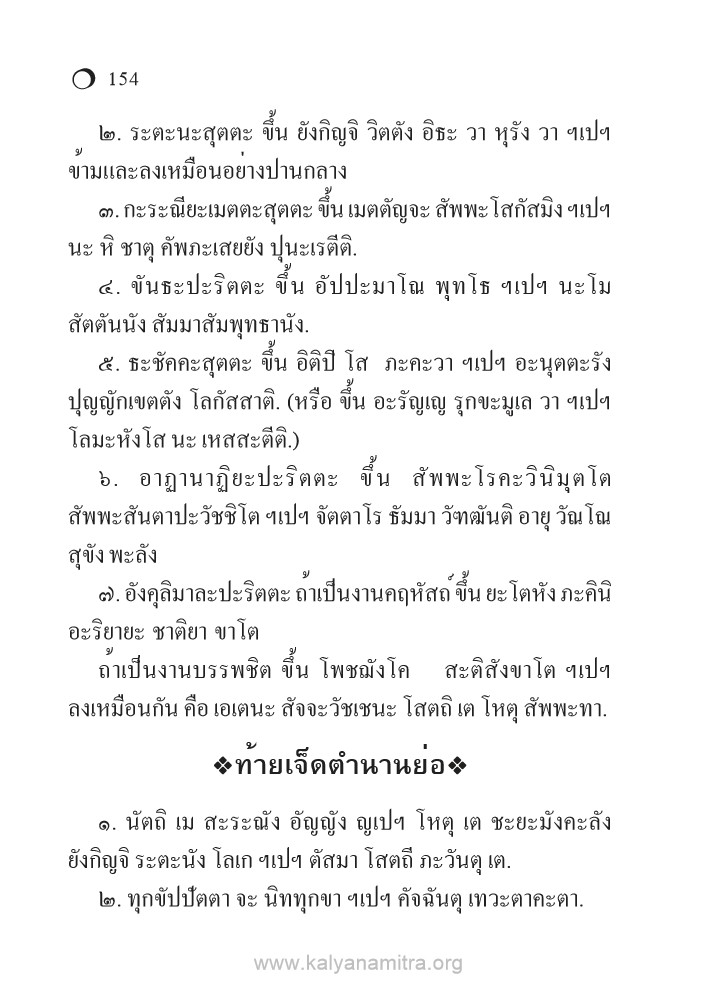 154
๒. ระตะนะสุตตะ ขึ้น ยังกิญจิ วิตตัง อิธะ วา หุรัง วา ฯเปฯ
ข้ามและลงเหมือนอย่างปานกลาง
๓. กะระณียะเมตตะสุตตะ ขึ้น เมตตัญจะ สัพพะโสกัสมิง ฯเปฯ
นะ หิ ชาตุ คัพภะเสยยัง ปุนะเรตีติ.
๔. ขันธะปะริตตะ ขึ้น อัปปะมาโณ พุทโธ ฯเปฯ นะโม
สัตตันนัง สัมมาสัมพุทธานัง.
๕. ธะชัคคะสุตตะ ขึ้น อิติปิ โส ภะคะวา ฯเปฯ อะนุตตะรัง
ปุญญักเขตตัง โลกัสสาติ. (หรือ ขึ้น อะรัญเญ รุกขะมูเล วา ฯเปฯ
โลมะหังโส นะ เหสสะตีติ.)
๖. อาฏานาฏิยะปะริตตะ ขึ้น สัพพะโรคะวินิมุตโต
สัพพะสันตาปะวัชชิโต ฯเปฯ จัตตาโร ธัมมา วัฑฒันติ อายุ วัณโณ
สุขัง พะลัง
๗. อังคุลิมาละปะริตตะ ถ้าเป็นงานคฤหัสถ์ ขึ้น ยะโตหัง ภะคินิ
อะริยายะ ชาติยา ขาโต
ถ้าเป็นงานบรรพชิต ขึ้น โพชฌังโค สะติสังขาโต ฯเปฯ
ลงเหมือนกัน คือ เอเตนะ สัจจะวัชเชนะ โสตถิ เต โหตุ สัพพะทา.
❖ท้ายเจ็ดตำนานย่อ❖
๑. นัตถิ เม สะระณัง อัญญัง ญเปฯ โหตุ เต ชะยะมังคะลัง
ยังกิญจิ ระตะนัง โลเก ฯเปฯ ตัสมา โสตถี ภะวันตุ เต.
๒. ทุกขัปปัตตา จะ นิททุกขา ฯเปฯ คัจฉันตุ เทวะตาคะตา.
www.kalyanamitra.org